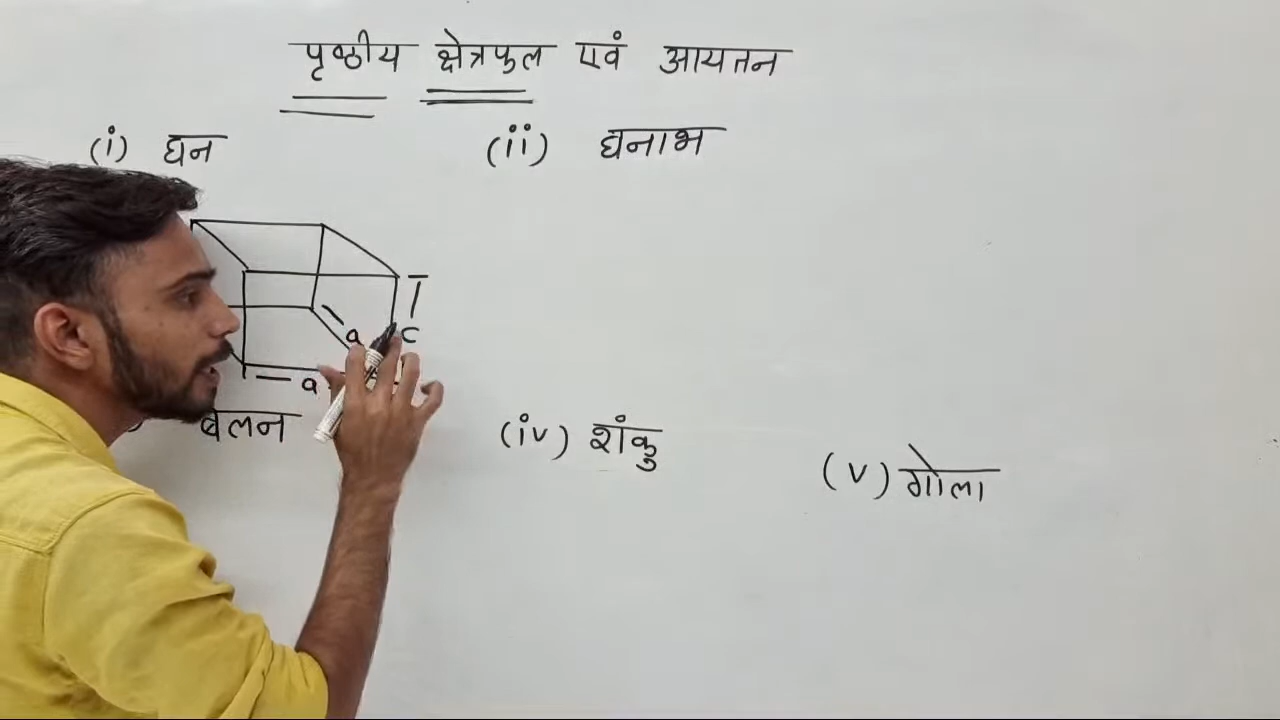 पृष्ठीय क्षेत्रफल एवं आयतन
(i) घन
(ii) घनाभ
a
a
बेलन
(iv) शंकु
(v) गोला